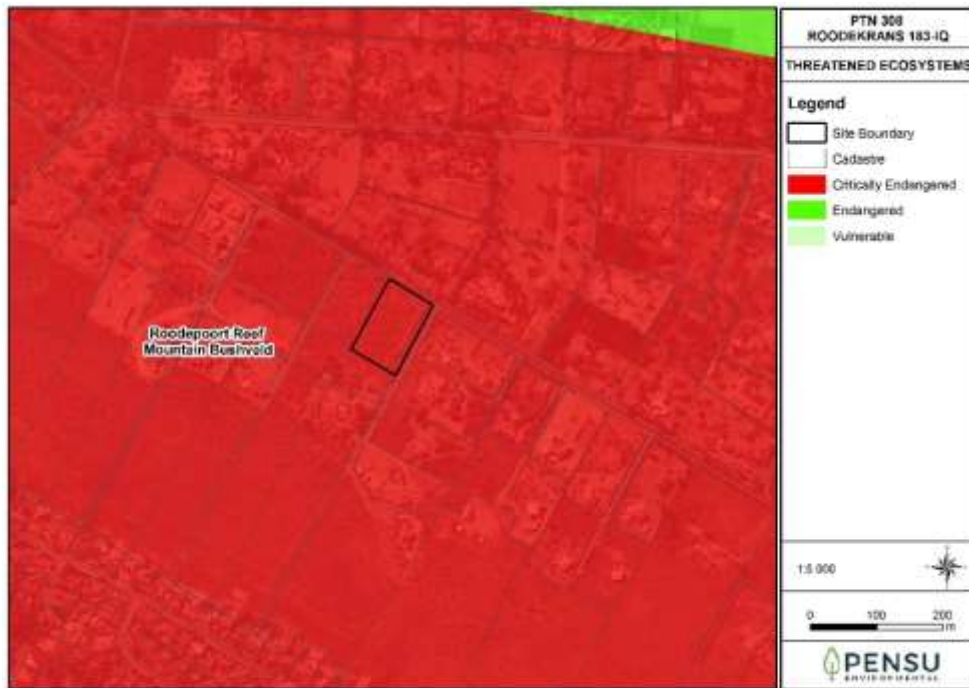 PTN 308
ROODEKRANS 183-IQ
THREATENED ECOSYSTEMS
Legend
Site Boundary
Cadastre
Critically Endangered
Endangered
Vulnerable
Roodepoort Reef
Mountain Bushveld
1:5 000
0 100 200
m
PENSU
ENVIRONMENTAL